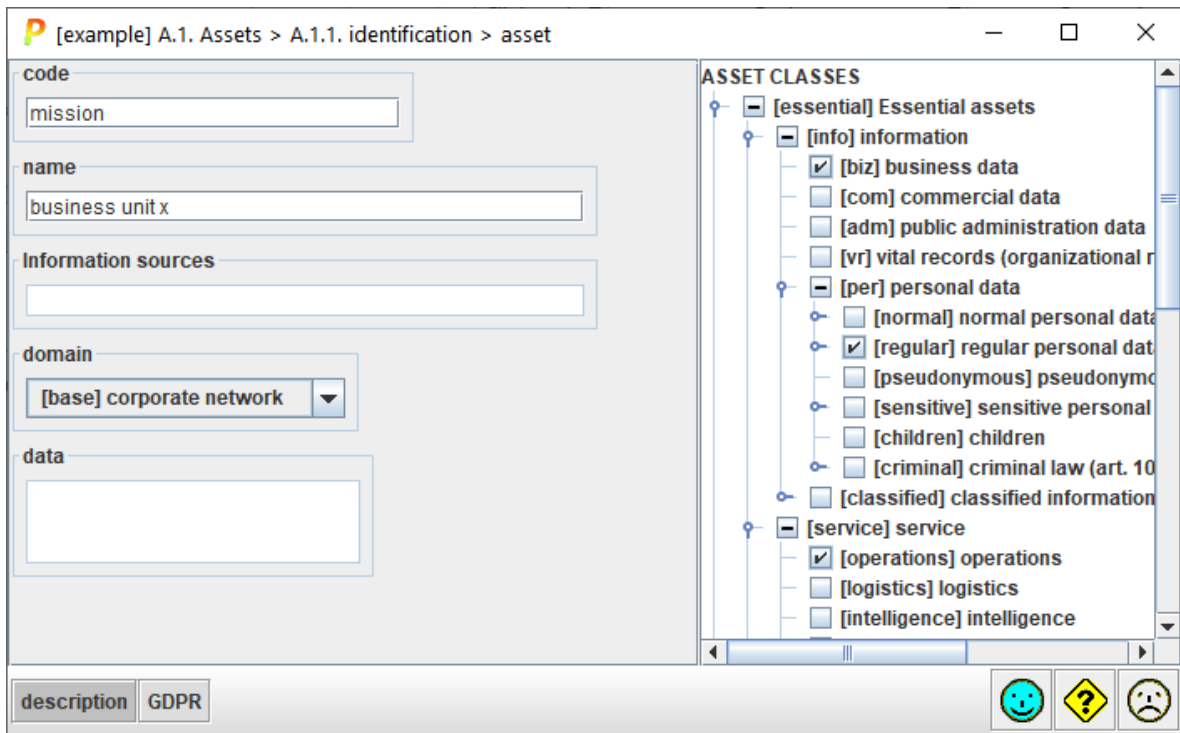 P [example] A.1. Assets > A.1.1. identification > asset
code
mission
name
business unit x
Information sources
domain
[base] corporate network
data
description
GDPR
ASSET CLASSES
[essential] Essential assets
[info] information
[biz] business data
[com] commercial data
[adm] public administration data
[vr] vital records (organizational r
[per] personal data
[normal] normal personal data
[regular] regular personal dat
[pseudonymous] pseudonymo
[sensitive] sensitive personal
[children] children
[criminal] criminal law (art. 10
[classified] classified information
[service] service
[operations] operations
[logistics] logistics
[intelligence] intelligence
?